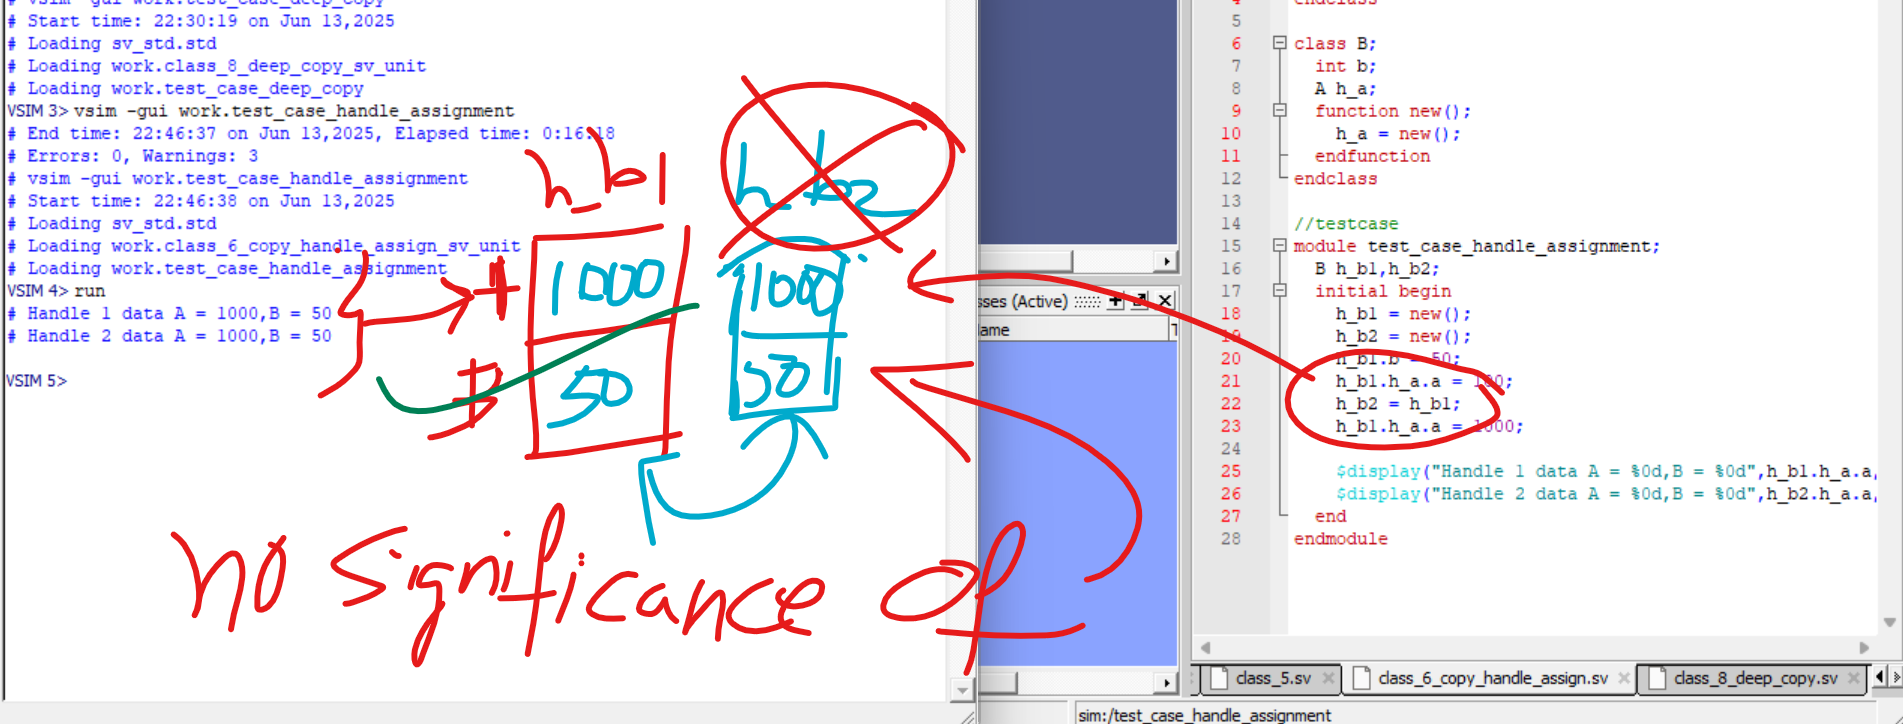 # vsim -gui work.test_case_deep_copy
# Start time: 22:30:19 on Jun 13,2025
# Loading sv_std.std
# Loading work.class_8_deep_copy_sv_unit
# Loading work.test_case_deep_copy
VSIM 3> vsim -gui work.test_case_handle_assignment
# End time: 22:46:37 on Jun 13,2025, Elapsed time: 0:16:18
# Errors: 0, Warnings: 3
# vsim -gui work.test_case_handle_assignment
# Start time: 22:46:38 on Jun 13,2025
# Loading sv_std.std
# Loading work.class_6_copy_handle_assign_sv_unit
# Loading work.test_case_handle_assignment
VSIM 4> run
# Handle 1 data A = 1000,B = 50
# Handle 2 data A = 1000,B = 50
VSIM 5>
h_b1
h_b2
A
1000
1000
B
50
50
no significance of
sses (Active)
ame
4 endclass
5
6 class B;
7 int b;
8 A h_a;
9 function new();
10 h_a = new();
11 endfunction
12 endclass
13
14 //testcase
15 module test_case_handle_assignment;
16 B h_b1,h_b2;
17 initial begin
18 h_b1 = new();
19 h_b2 = new();
20 h_b1.b = 50;
21 h_b1.h_a.a = 100;
22 h_b2 = h_b1;
23 h_b1.h_a.a = 1000;
24
25 $display("Handle 1 data A = %0d,B = %0d",h_b1.h_a.a,
26 $display("Handle 2 data A = %0d,B = %0d",h_b2.h_a.a,
27 end
28 endmodule
class_5.sv
class_6_copy_handle_assign.sv
class_8_deep_copy.sv
sim:/test_case_handle_assignment